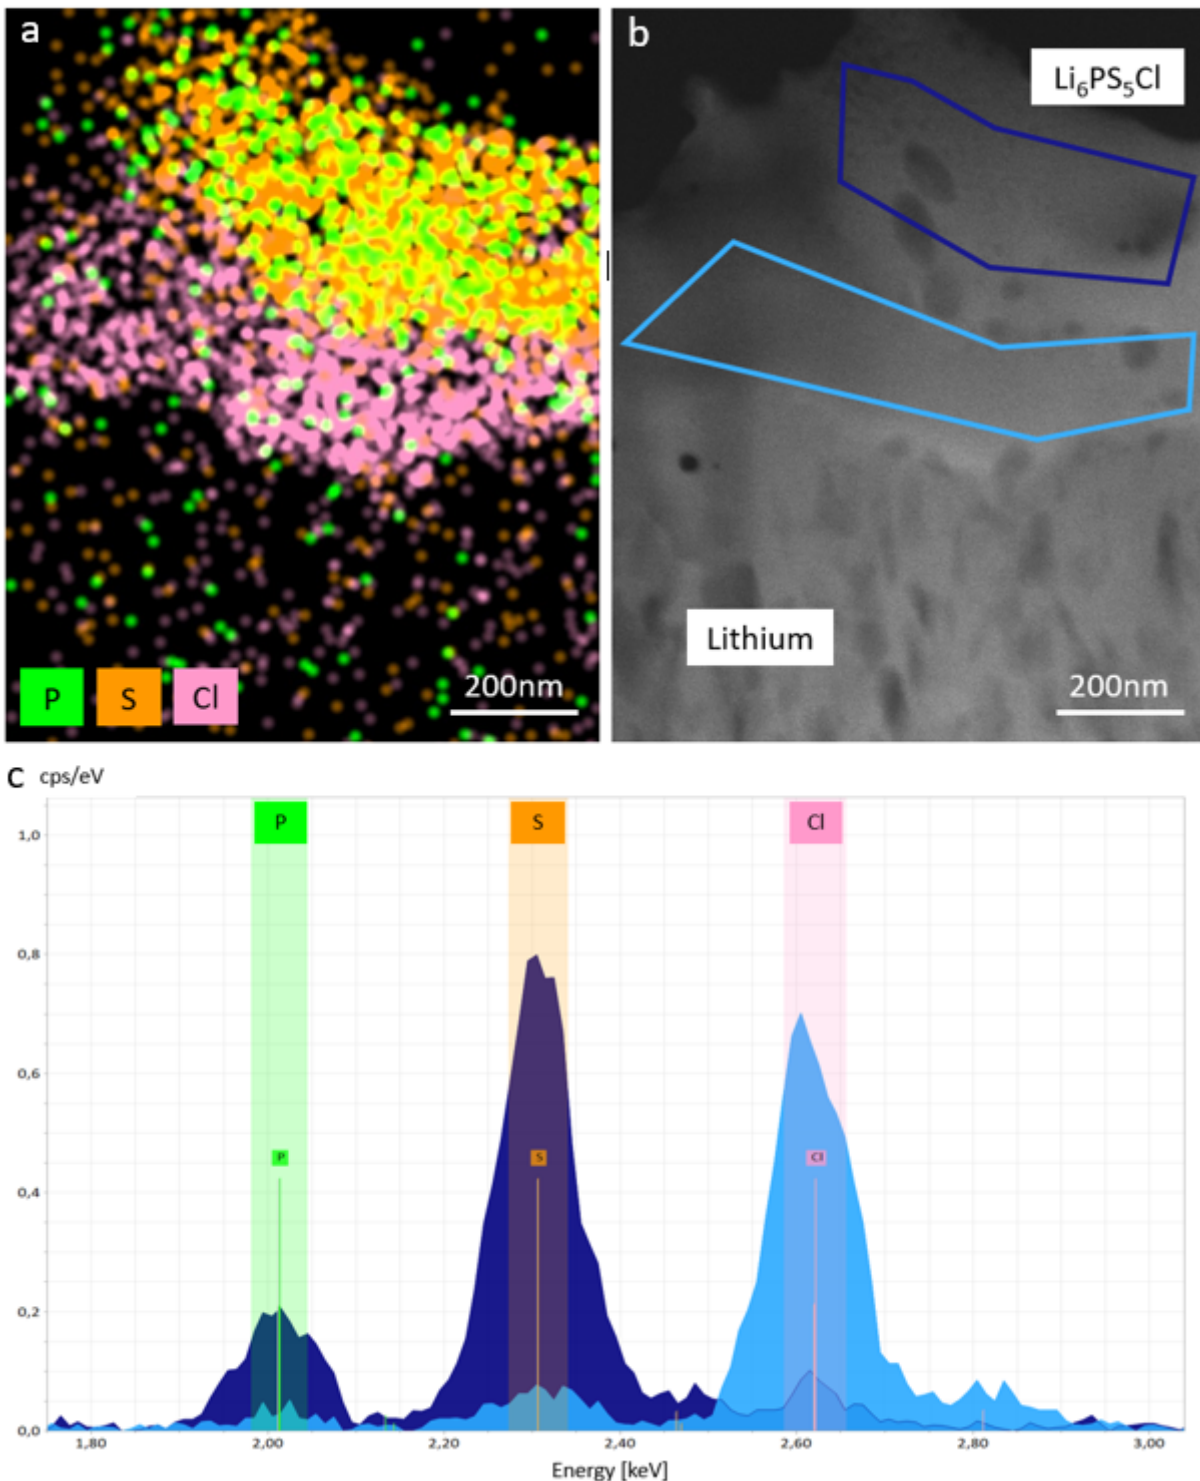 a
b
Li₆PS₅Cl
Lithium
P S Cl
200nm
200nm
c cps/eV
P S Cl
1,0
0,8
0,6
P S Cl
0,4
0,2
0,0
1,80 2,00 2,20 2,40 2,60 2,80 3,00
Energy [keV]